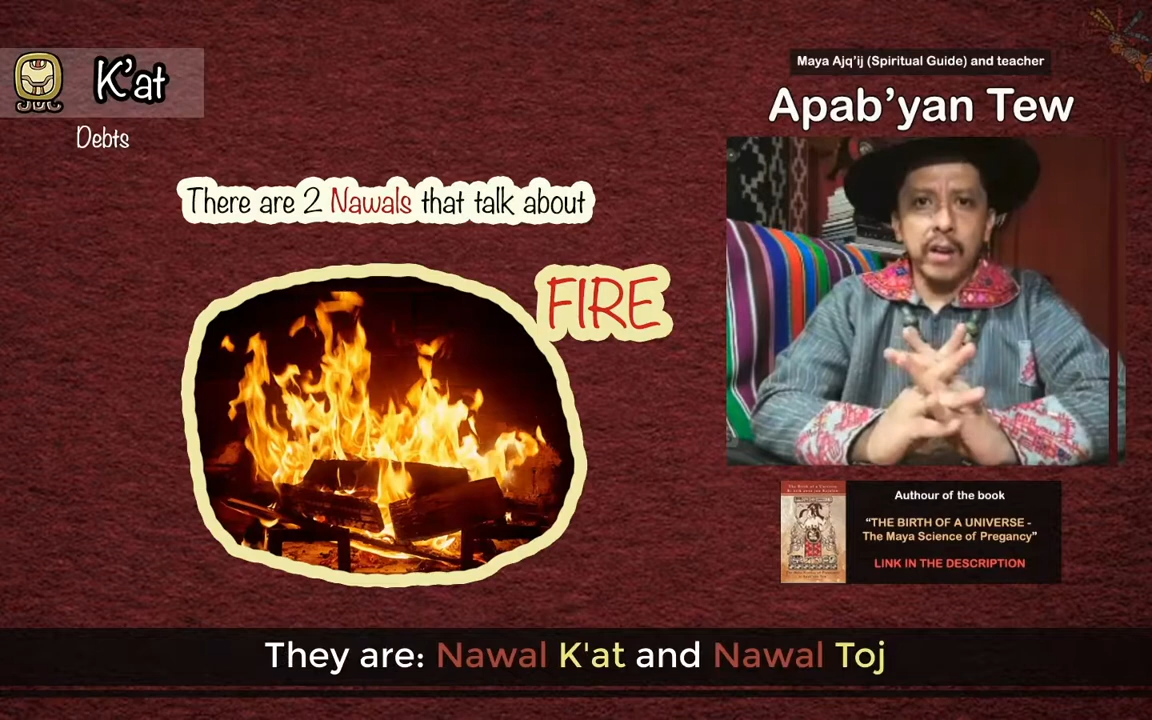 K'at
Debts
There are 2 Nawals that talk about
FIRE
Maya Ajq'ij (Spiritual Guide) and teacher
Apab'yan Tew
Authour of the book
"THE BIRTH OF A UNIVERSE -
The Maya Science of Pregancy"
LINK IN THE DESCRIPTION
They are: Nawal K'at and Nawal Toj